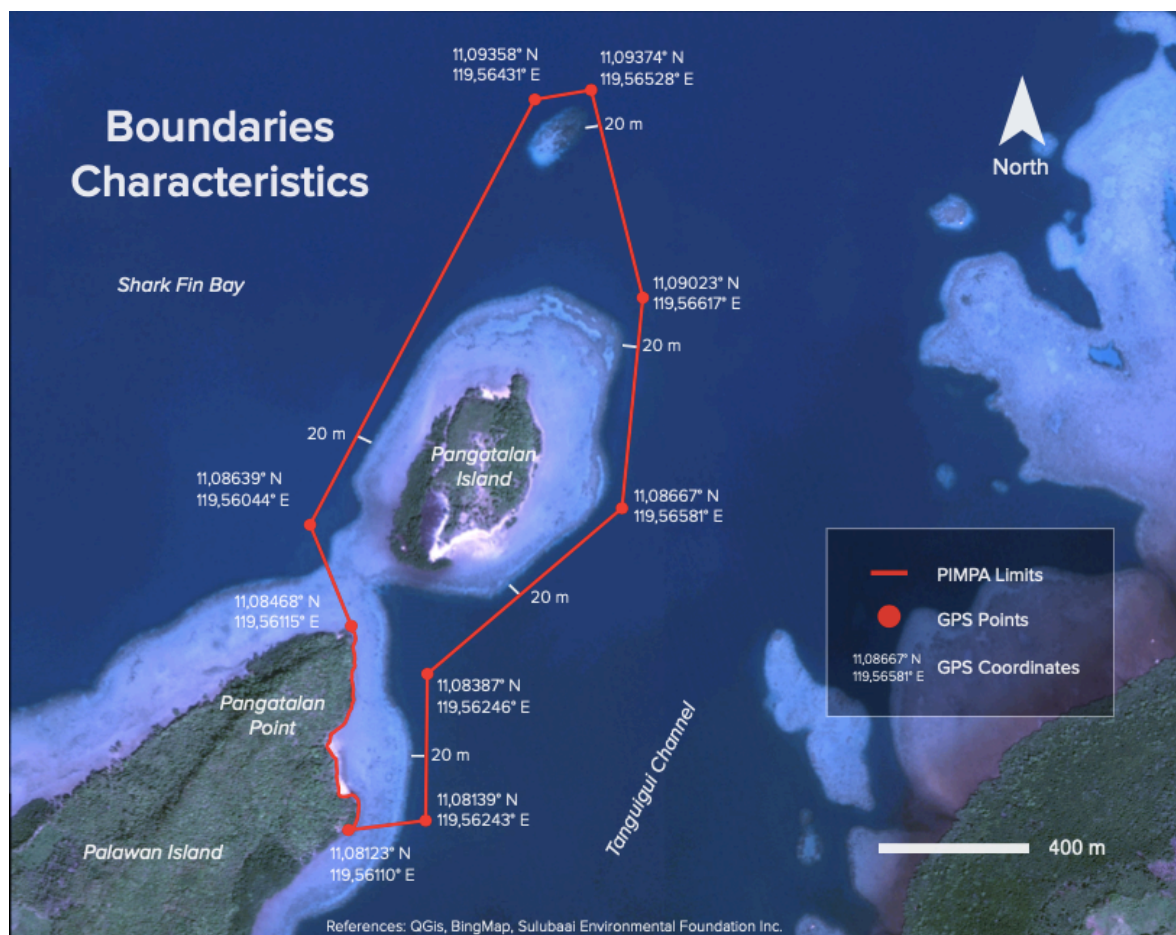 Boundaries
Characteristics
11,09358° N
119,56431° E
11,09374° N
119,56528° E
20 m
North
Shark Fin Bay
11,09023° N
119,56617° E
20 m
20 m
Pangatalan
Island
11,08639° N
119,56044° E
11,08667° N
119,56581° E
20 m
11,08468° N
119,56115° E
Pangatalan
Point
11,08387° N
119,56246° E
20 m
11,08139° N
119,56243° E
Tanguigui Channel
Palawan Island
11,08123° N
119,56110° E
PIMPA Limits
GPS Points
11,08667° N
119,56581° E
GPS Coordinates
400 m
References: QGis, BingMap, Sulubaai Environmental Foundation Inc.